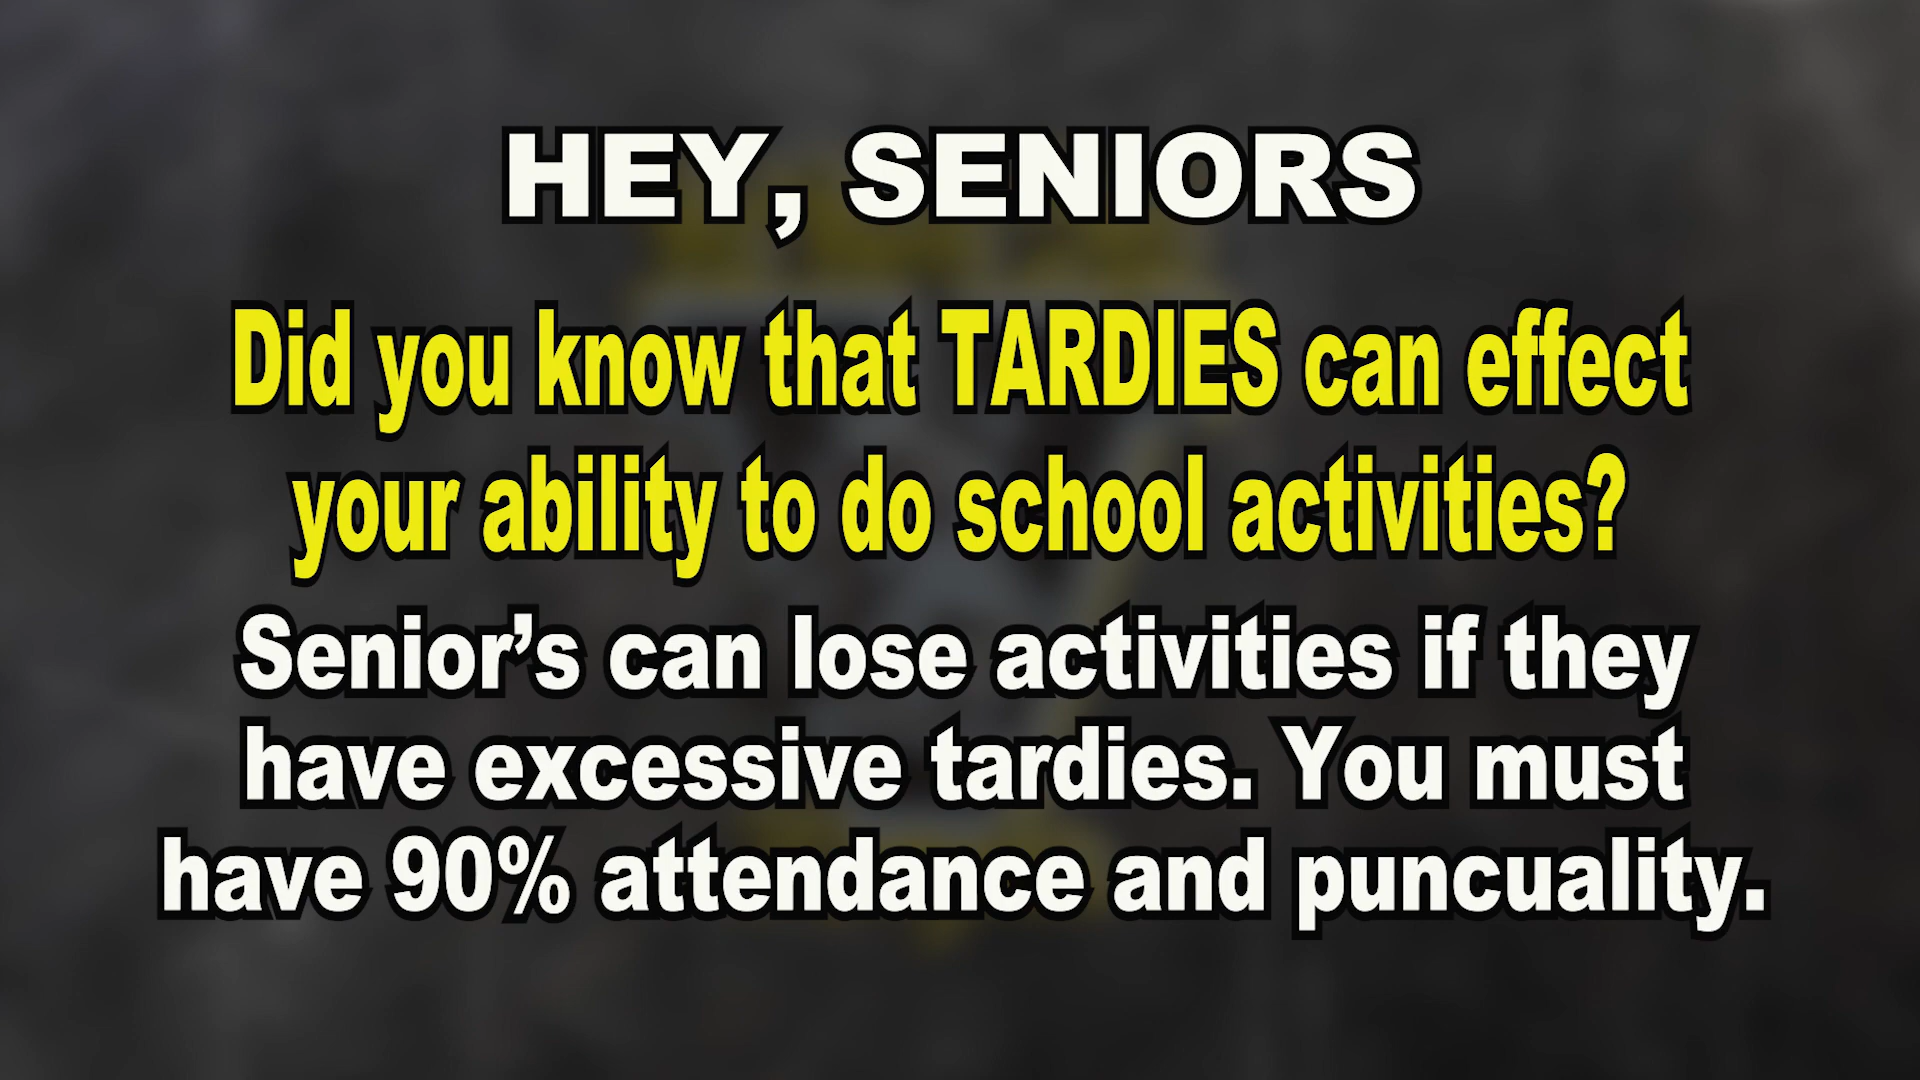 HEY, SENIORS
Did you know that TARDIES can effect
your ability to do school activities?
Senior’s can lose activities if they
have excessive tardies. You must
have 90% attendance and puncuality.